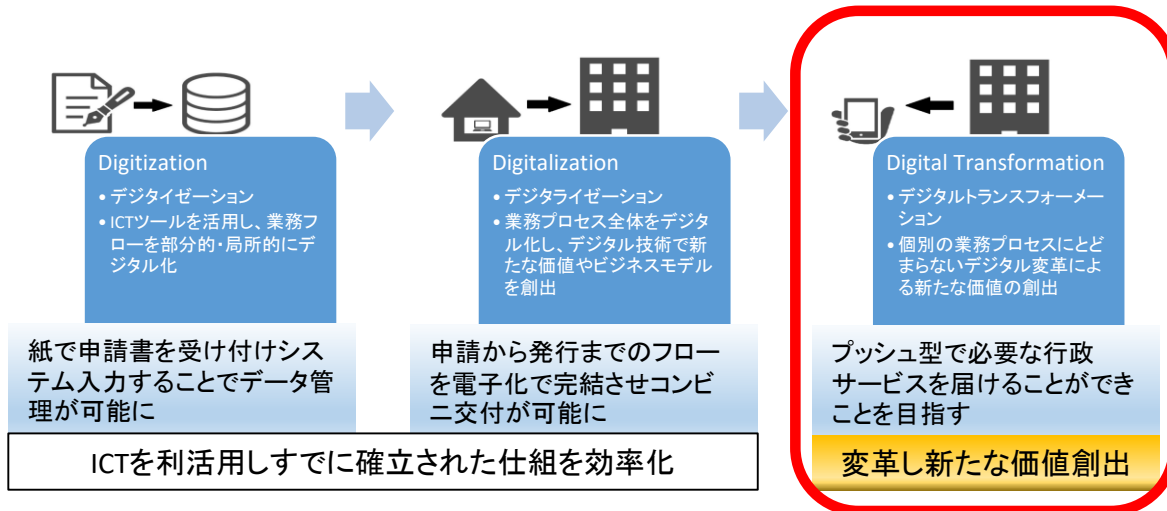 Digitization
• デジタイゼーション
• ICTツールを活用し、業務フ
ローを部分的・局所的にデ
ジタル化
紙で申請書を受け付けシス
テム入力することでデータ管
理が可能に
Digitalization
• デジタライゼーション
• 業務プロセス全体をデジタ
ル化し、デジタル技術で新
たな価値やビジネスモデル
を創出
申請から発行までのフロー
を電子化で完結させコンビ
ニ交付が可能に
ICTを利活用しすでに確立された仕組を効率化
Digital Transformation
• デジタルトランスフォーメー
ション
• 個別の業務プロセスにとど
まらないデジタル変革によ
る新たな価値の創出
プッシュ型で必要な行政
サービスを届けることができ
ことを目指す
変革し新たな価値創出